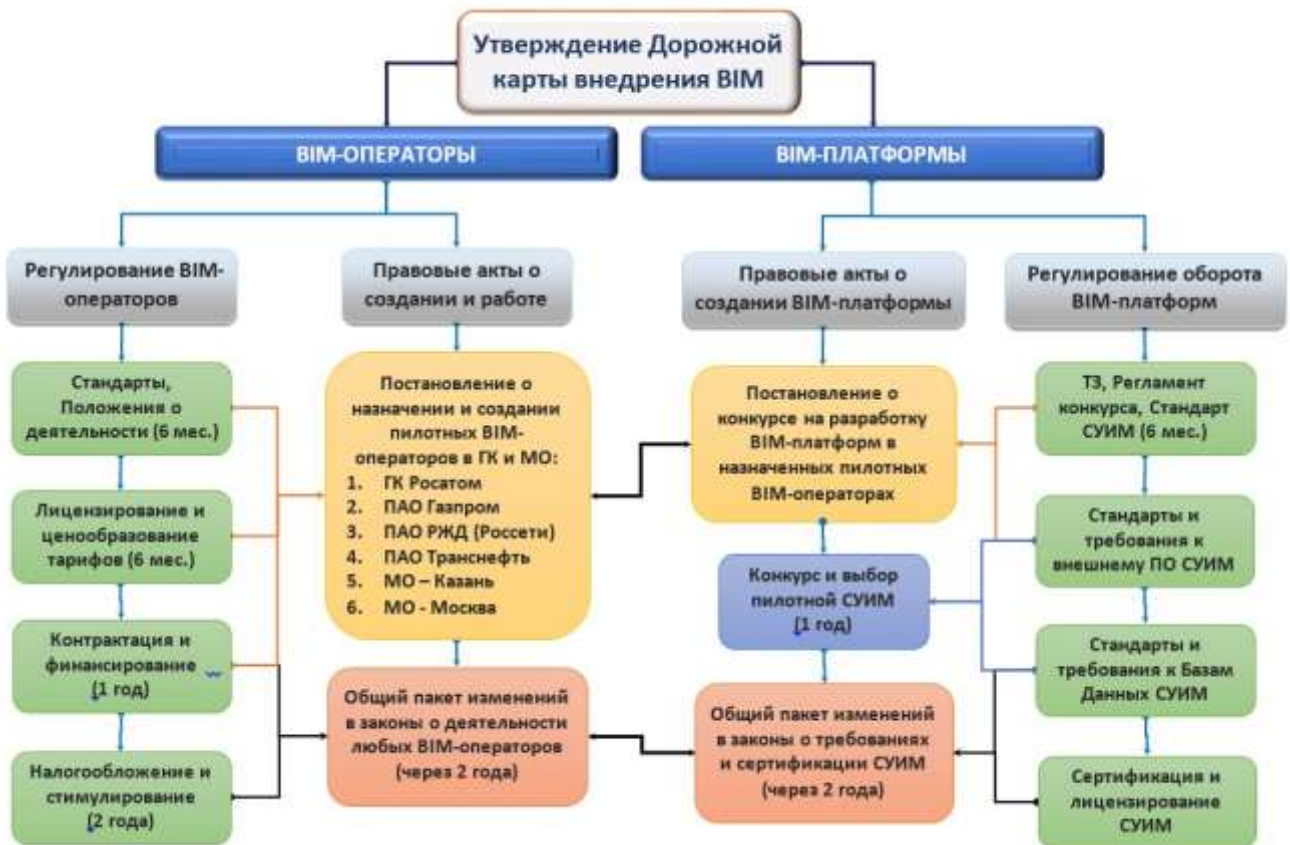 Утверждение Дорожной
карты внедрения BIM
BIM-ОПЕРАТОРЫ
BIM-ПЛАТФОРМЫ
Регулирование BIM-
операторов
Правовые акты о
создании и работе
Правовые акты о
создании BIM-платформы
Регулирование оборота
BIM-платформ
Стандарты,
Положения о
деятельности (6 мес.)
Лицензирование и
ценообразование
тарифов (6 мес.)
Контрактация и
финансирование
(1 год)
Налогообложение и
стимулирование
(2 года)
Постановление о
назначении и создании
пилотных BIM-
операторов в ГК и МО:
1. ГК Росатом
2. ПАО Газпром
3. ПАО РЖД (Россети)
4. ПАО Транснефть
5. МО – Казань
6. МО - Москва
Общий пакет изменений
в законы о деятельности
любых BIM-операторов
(через 2 года)
Постановление о
конкурсе на разработку
BIM-платформ в
назначенных пилотных
BIM-операторах
Конкурс и выбор
пилотной СУИМ
(1 год)
Общий пакет изменений
в законы о требованиях
и сертификации СУИМ
(через 2 года)
ТЗ, Регламент
конкурса, Стандарт
СУИМ (6 мес.)
Стандарты и
требования к
внешнему ПО СУИМ
Стандарты и
требования к Базам
Данных СУИМ
Сертификация и
лицензирование
СУИМ